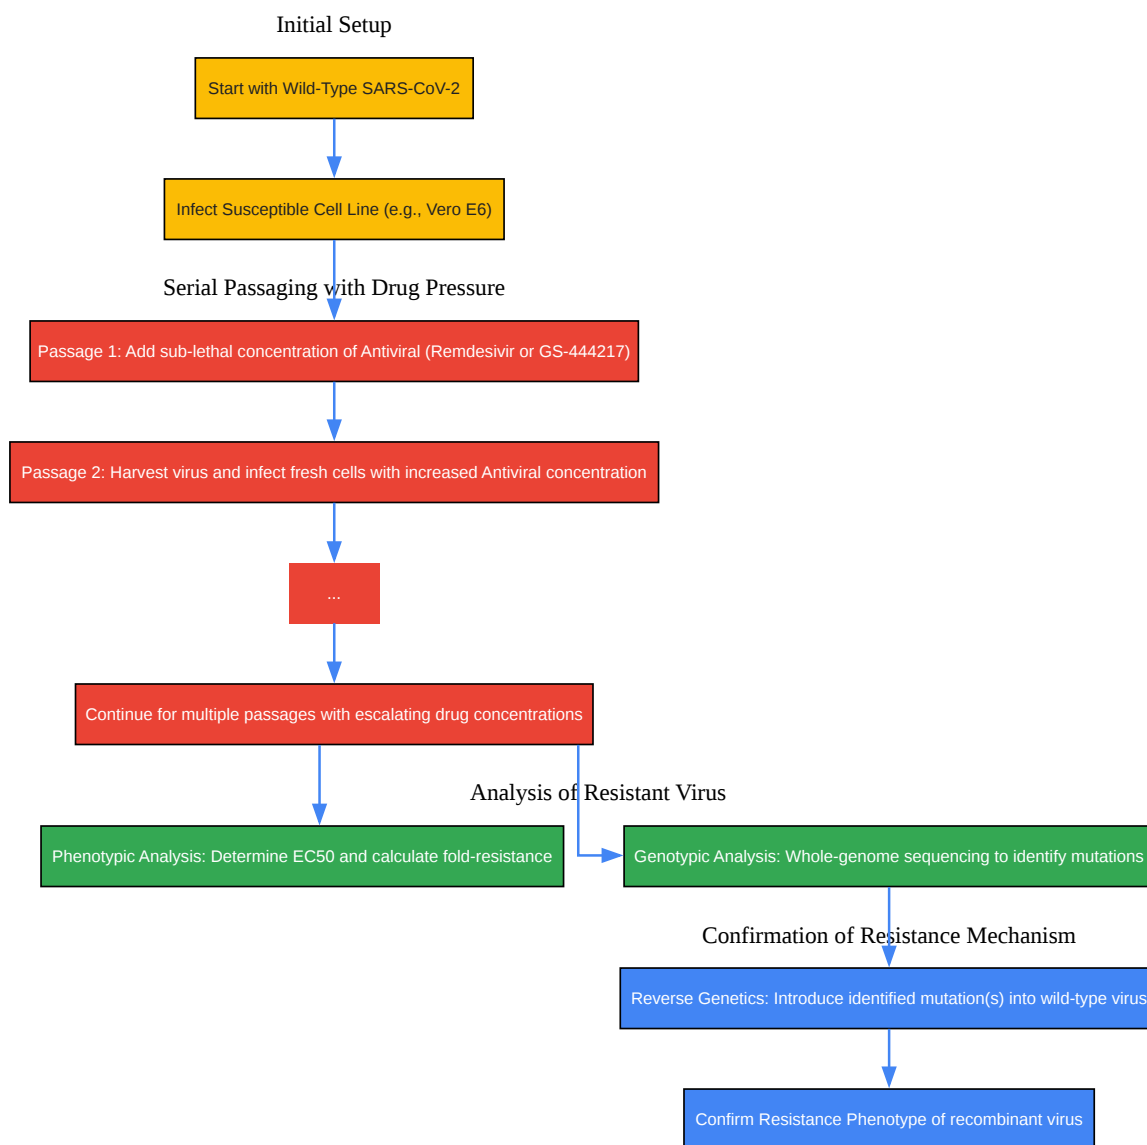 Initial Setup
Start with Wild-Type SARS-CoV-2
Infect Susceptible Cell Line (e.g., Vero E6)
Serial Passaging with Drug Pressure
Passage 1: Add sub-lethal concentration of Antiviral (Remdesivir or GS-444217)
Passage 2: Harvest virus and infect fresh cells with increased Antiviral concentration
...
Continue for multiple passages with escalating drug concentrations
Analysis of Resistant Virus
Phenotypic Analysis: Determine EC50 and calculate fold-resistance
Genotypic Analysis: Whole-genome sequencing to identify mutations
Confirmation of Resistance Mechanism
Reverse Genetics: Introduce identified mutation(s) into wild-type virus
Confirm Resistance Phenotype of recombinant virus